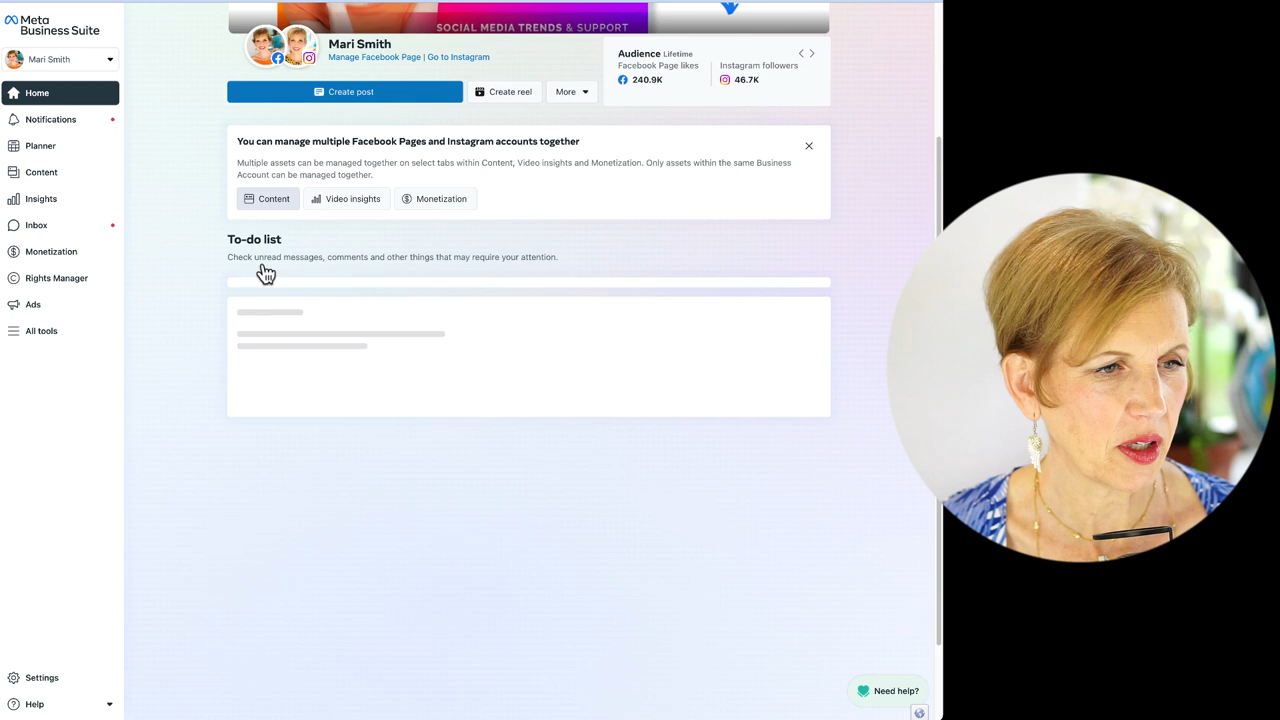 Meta
Business Suite
Mari Smith
Home
Notifications
Planner
Content
Insights
Inbox
Monetization
Rights Manager
Ads
All tools
Settings
Help
SOCIAL MEDIA TRENDS & SUPPORT
Mari Smith
Manage Facebook Page | Go to Instagram
Audience Lifetime
Facebook Page likes
240.9K
Instagram followers
46.7K
Create post
Create reel
More
You can manage multiple Facebook Pages and Instagram accounts together
Multiple assets can be managed together on select tabs within Content, Video insights and Monetization. Only assets within the same Business
Account can be managed together.
Content
Video insights
Monetization
To-do list
Check unread messages, comments and other things that may require your attention.
Need help?